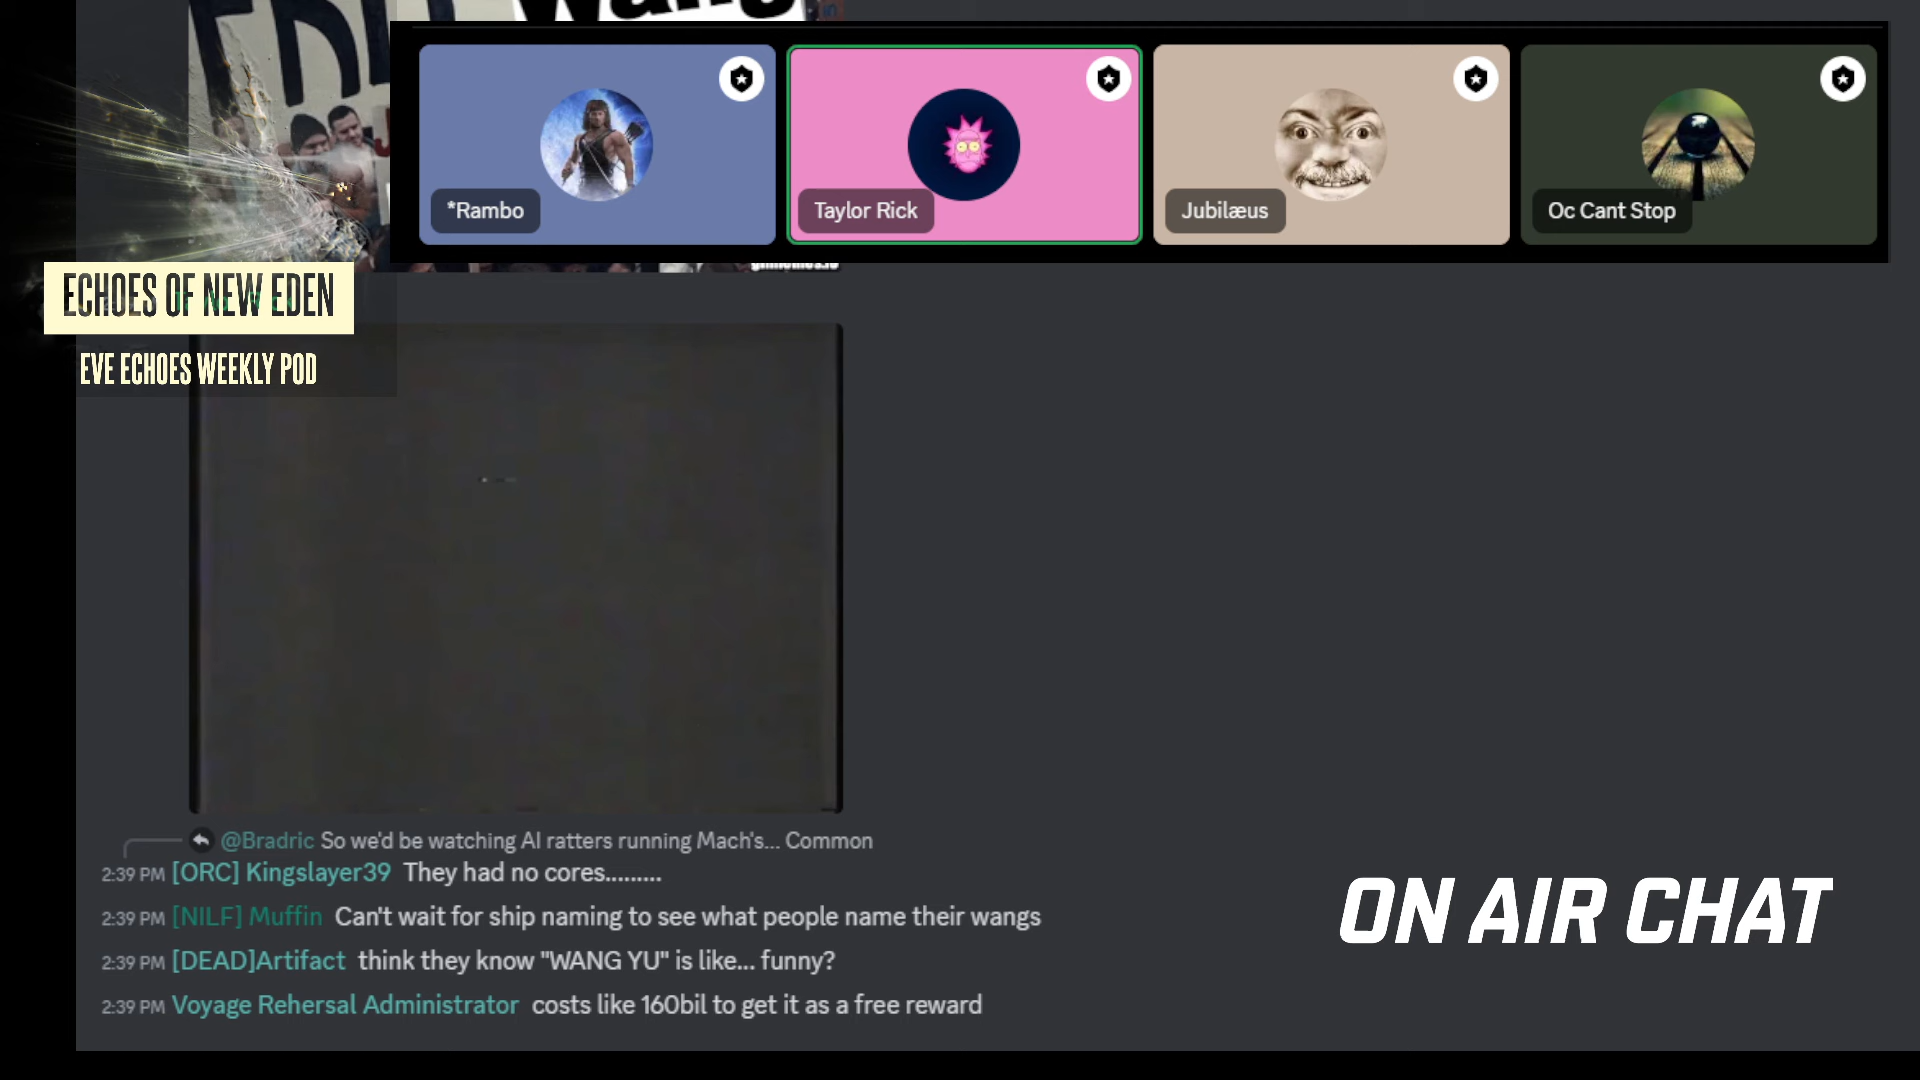 Wang
*Rambo
Taylor Rick
Jubilæus
Oc Cant Stop
ECHOES OF NEW EDEN
EVE ECHOES WEEKLY POD
@Bradric So we'd be watching AI ratters running Mach's... Common
2:39 PM [ORC] Kingslayer39 They had no cores.........
2:39 PM [NILF] Muffin Can't wait for ship naming to see what people name their wangs
2:39 PM [DEAD]Artifact think they know "WANG YU" is like... funny?
2:39 PM Voyage Rehersal Administrator costs like 160bil to get it as a free reward
ON AIR CHAT